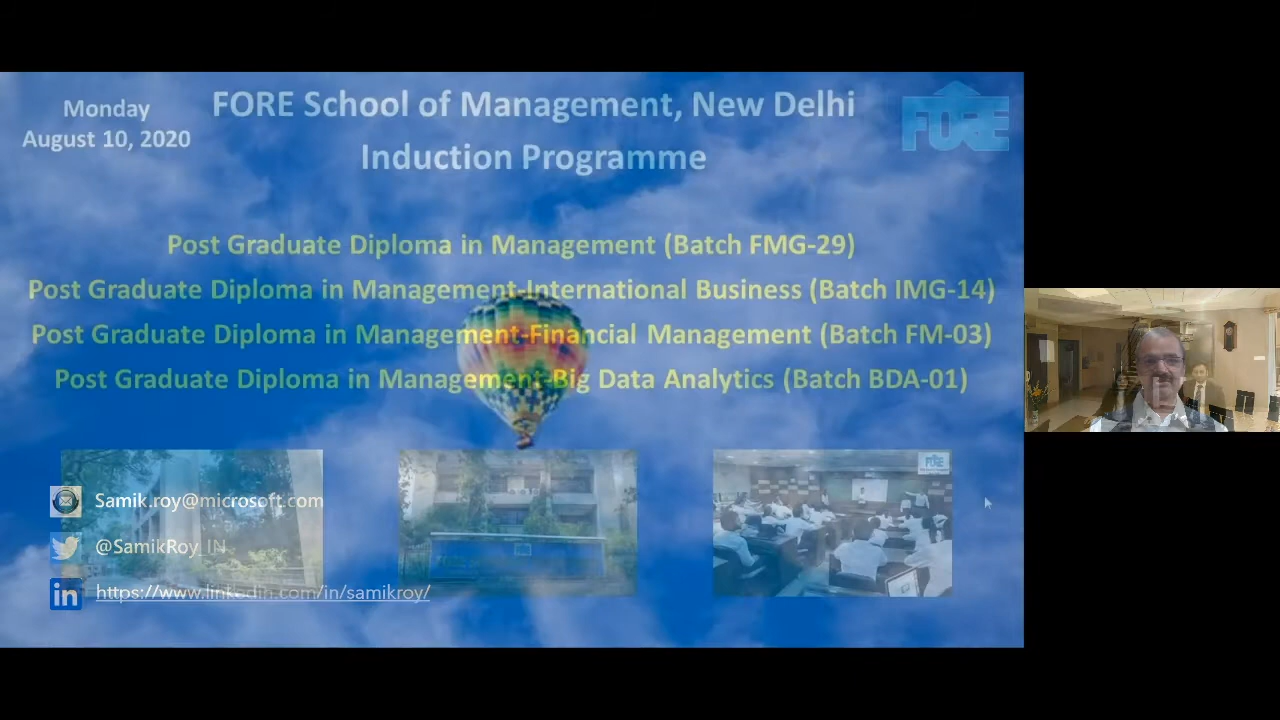 Monday
August 10, 2020
FORE School of Management, New Delhi
Induction Programme
FORE
Post Graduate Diploma in Management (Batch FMG-29)
Post Graduate Diploma in Management-International Business (Batch IMG-14)
Post Graduate Diploma in Management-Financial Management (Batch FM-03)
Post Graduate Diploma in Management-Big Data Analytics (Batch BDA-01)
FORE
Samik.roy@microsoft.com
@SamikRoy_IN
in https://www.linkedin.com/in/samikroy/